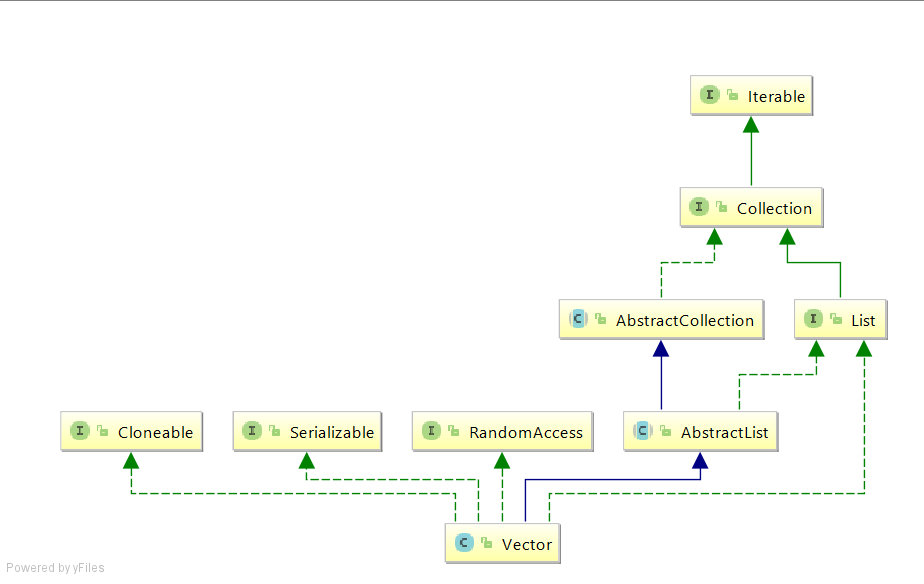 I Iterable
I Collection
C AbstractCollection
I List
I Cloneable
I Serializable
I RandomAccess
C AbstractList
C Vector
Powered by yFiles